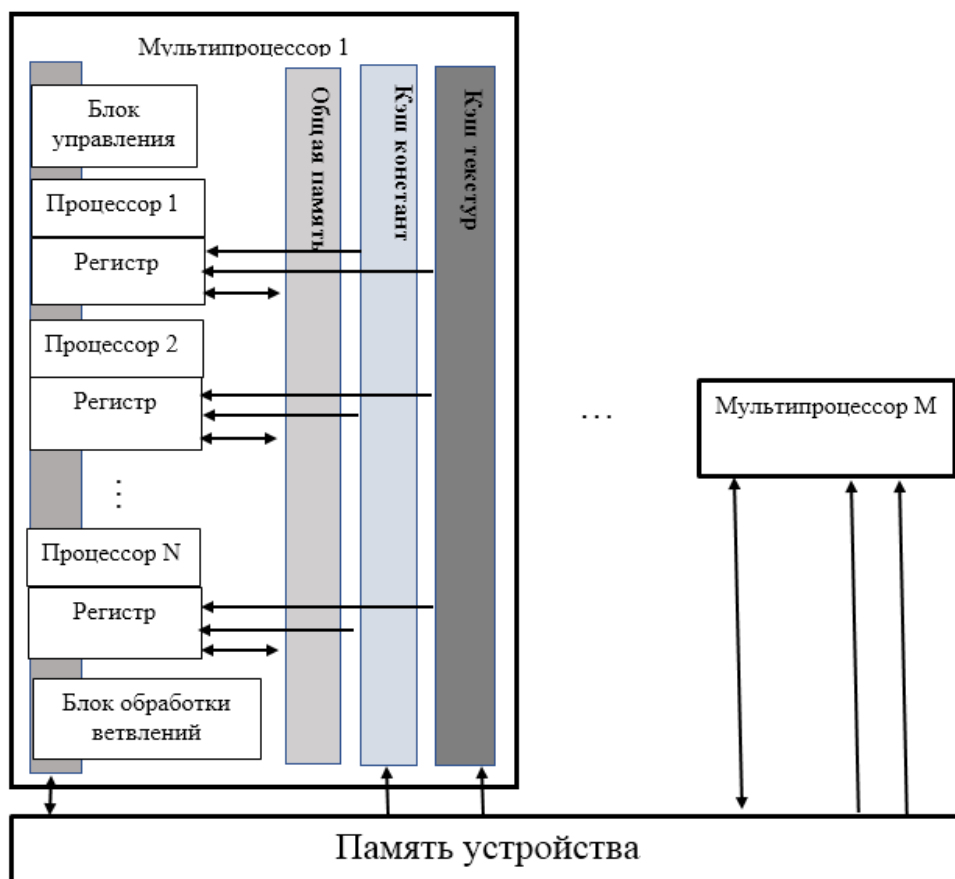 Мультипроцессор 1
Блок
управления
Процессор 1
Регистр
Процессор 2
Регистр
⋮
Процессор N
Регистр
Блок обработки
ветвлений
Общая память
Кэш констант
Кэш текстур
...
Мультипроцессор M
Память устройства